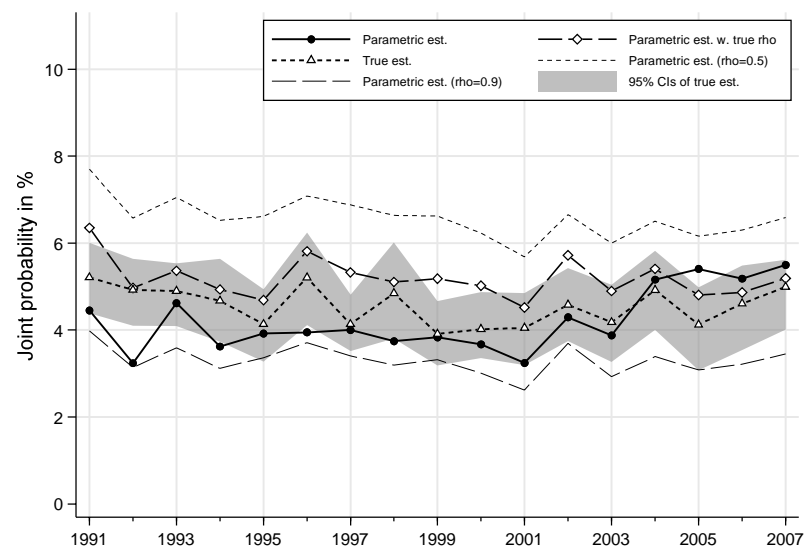 Parametric est.
Parametric est. w. true rho
True est.
Parametric est. (rho=0.5)
Parametric est. (rho=0.9)
95% CIs of true est.
Joint probability in %
10
8
6
4
2
0
1991 1993 1995 1997 1999 2001 2003 2005 2007